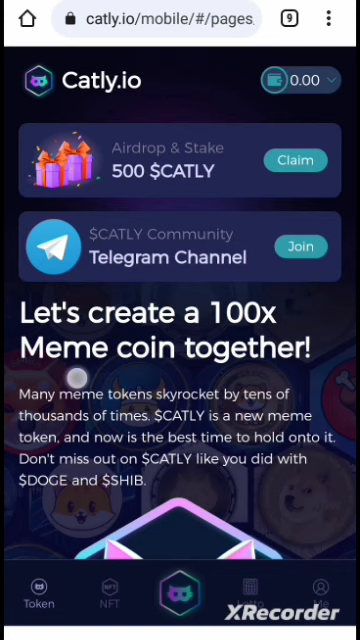 catly.io/mobile/#/pages
9
Catly.io
0.00
Airdrop & Stake
500 $CATLY
Claim
$CATLY Community
Telegram Channel
Join
Let's create a 100x
Meme coin together!
Many meme tokens skyrocket by tens of
thousands of times. $CATLY is a new meme
token, and now is the best time to hold onto it.
Don't miss out on $CATLY like you did with
$DOGE and $SHIB.
Token
NFT
NFT
XRecorder